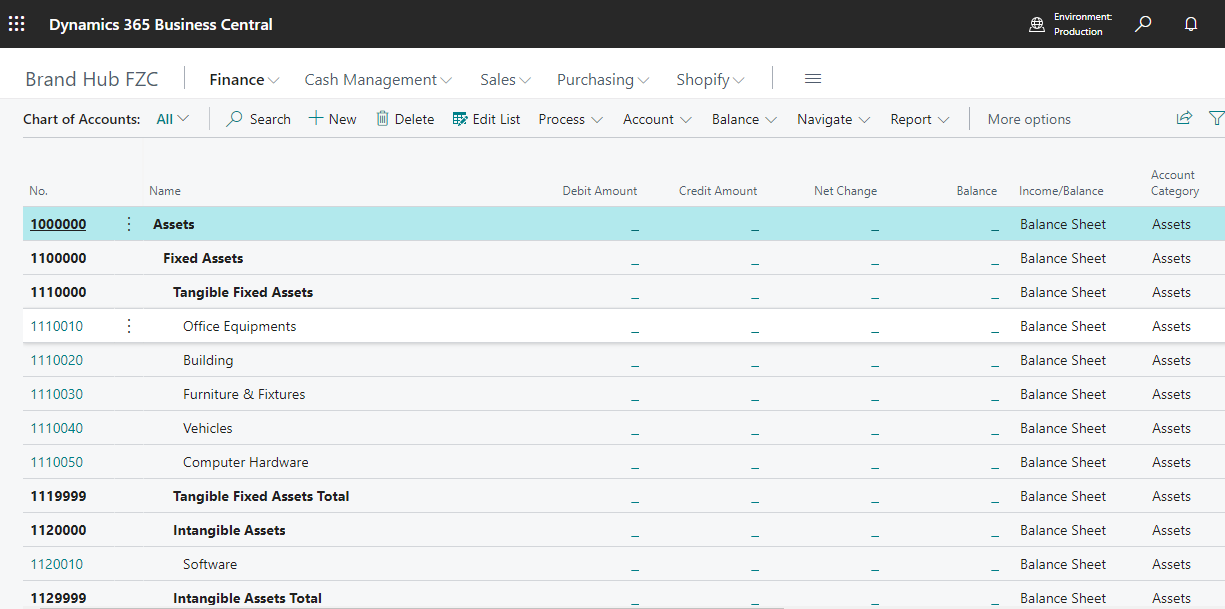 Dynamics 365 Business Central
Environment:
Production
Brand Hub FZC
Finance Cash Management Sales Purchasing Shopify
Chart of Accounts: All Search New Delete Edit List Process Account Balance Navigate Report More options
No. Name Debit Amount Credit Amount Net Change Balance Income/Balance Account Category
1000000 Assets _ _ _ _ Balance Sheet Assets
1100000 Fixed Assets _ _ _ _ Balance Sheet Assets
1110000 Tangible Fixed Assets _ _ _ _ Balance Sheet Assets
1110010 Office Equipments _ _ _ _ Balance Sheet Assets
1110020 Building _ _ _ _ Balance Sheet Assets
1110030 Furniture & Fixtures _ _ _ _ Balance Sheet Assets
1110040 Vehicles _ _ _ _ Balance Sheet Assets
1110050 Computer Hardware _ _ _ _ Balance Sheet Assets
1119999 Tangible Fixed Assets Total _ _ _ _ Balance Sheet Assets
1120000 Intangible Assets _ _ _ _ Balance Sheet Assets
1120010 Software _ _ _ _ Balance Sheet Assets
1129999 Intangible Assets Total _ _ _ _ Balance Sheet Assets